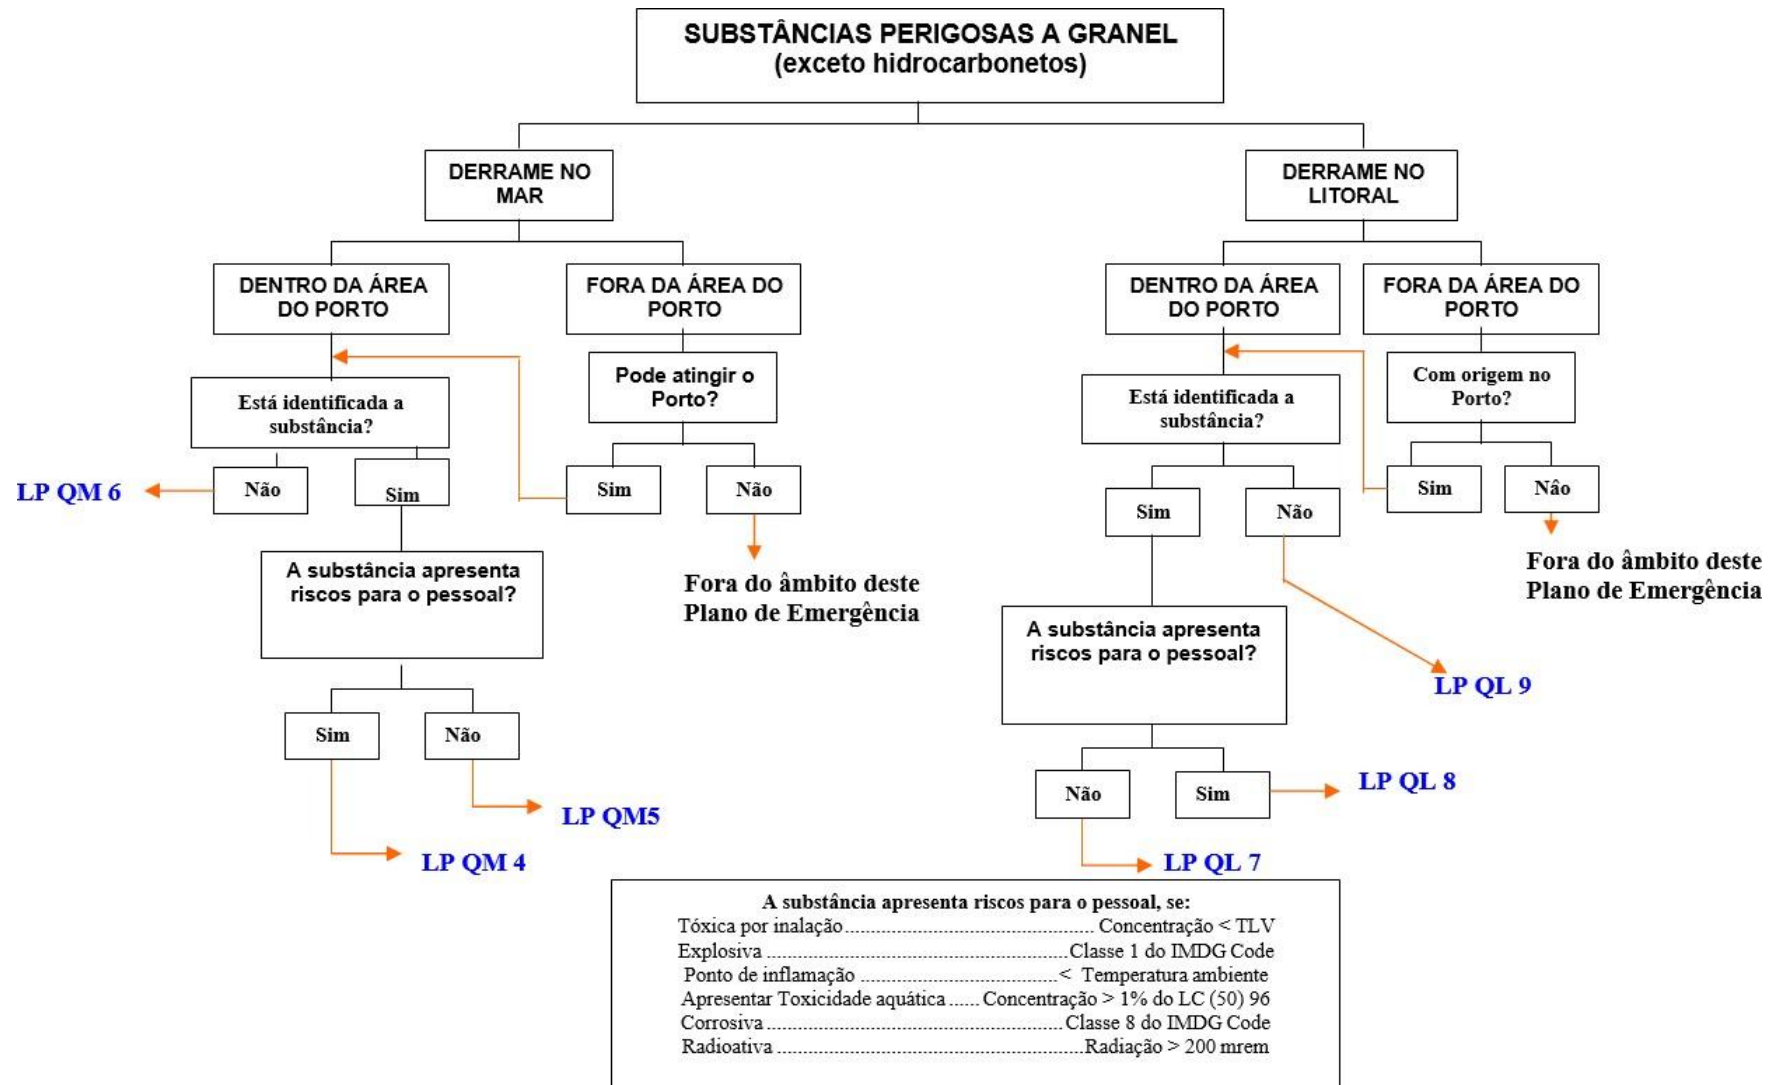 SUBSTÂNCIAS PERIGOSAS A GRANEL
(exceto hidrocarbonetos)
DERRAME NO
MAR
DERRAME NO
LITORAL
DENTRO DA ÁREA
DO PORTO
FORA DA ÁREA DO
PORTO
DENTRO DA ÁREA
DO PORTO
FORA DA ÁREA DO
PORTO
Está identificada a
substância?
Pode atingir o
Porto?
Está identificada a
substância?
Com origem no
Porto?
LP QM 6
Não
Sim
Sim
Não
Sim
Não
Sim
Nâo
A substância apresenta
riscos para o pessoal?
Fora do âmbito deste
Plano de Emergência
A substância apresenta
riscos para o pessoal?
Fora do âmbito deste
Plano de Emergência
LP QL 9
Sim
Não
LP QM5
LP QM 4
Não
Sim
LP QL 8
LP QL 7
A substância apresenta riscos para o pessoal, se:
Tóxica por inalação.................................................. Concentração < TLV
Explosiva ............................................................Classe 1 do IMDG Code
Ponto de inflamação .......................................< Temperatura ambiente
Apresentar Toxicidade aquática ...... Concentração > 1% do LC (50) 96
Corrosiva ...........................................................Classe 8 do IMDG Code
Radioativa .............................................................Radiação > 200 mrem